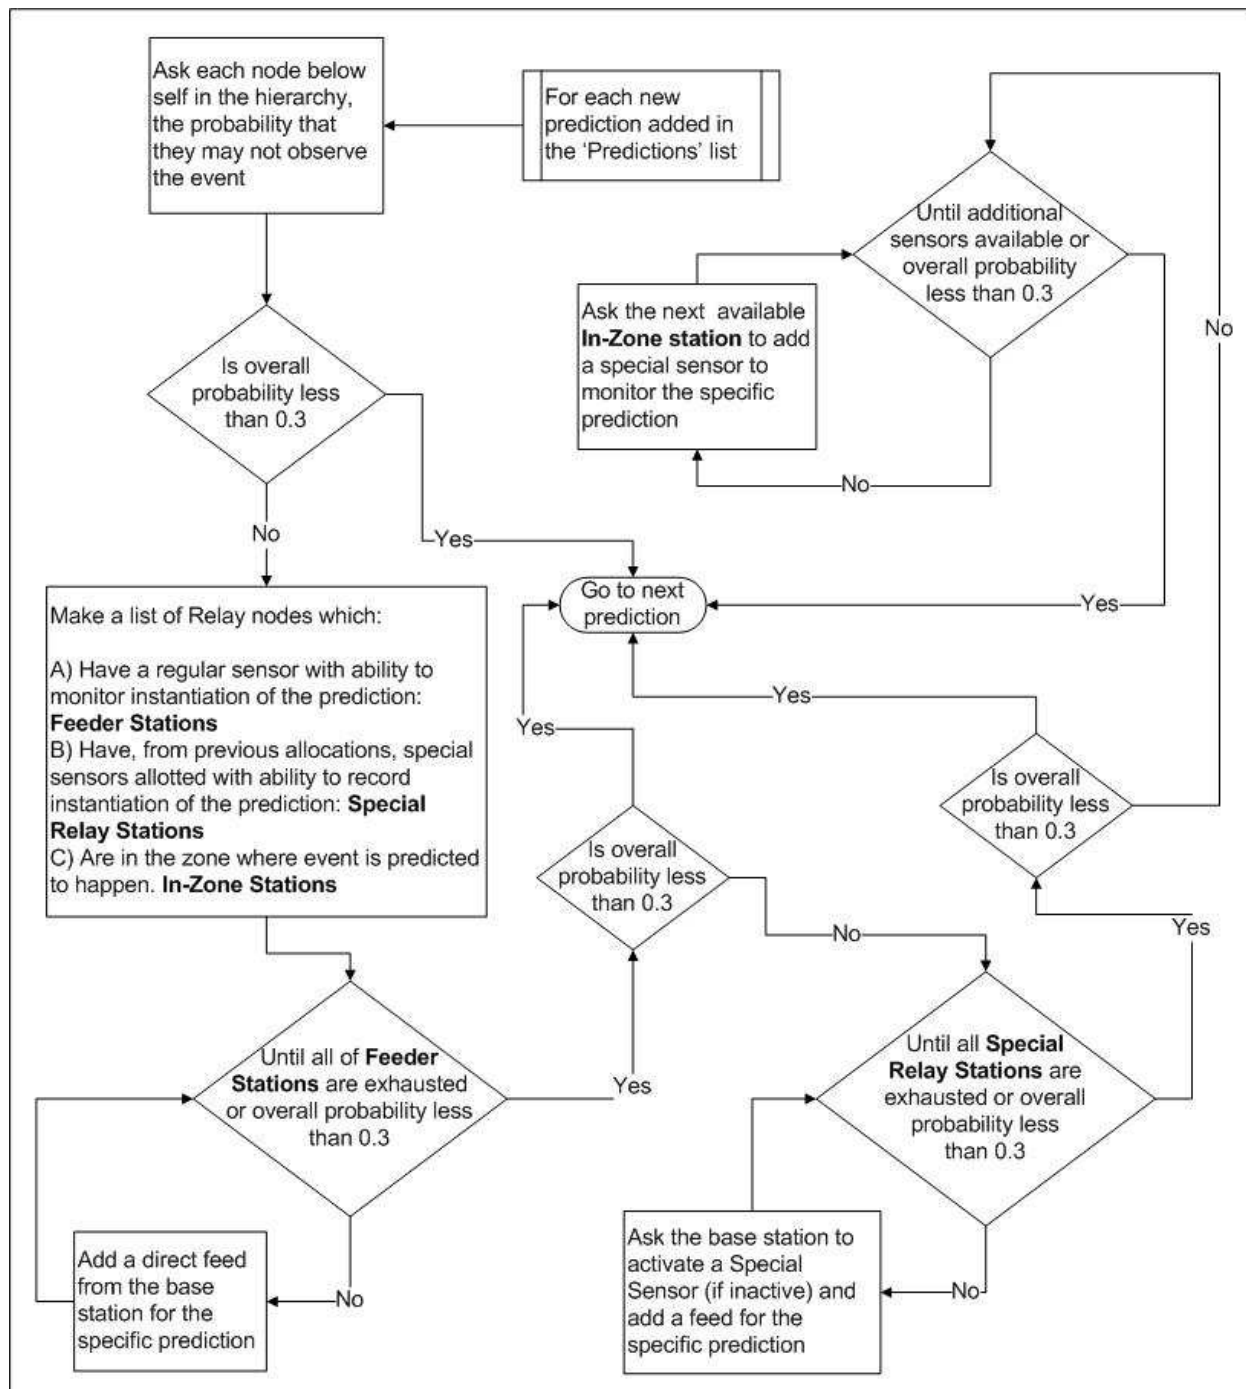 Ask each node below
self in the hierarchy,
the probability that
they may not observe
the event
For each new
prediction added in
the ‘Predictions’ list
Until additional
sensors available or
overall probability
less than 0.3
Ask the next  available
In-Zone station to add
a special sensor to
monitor the specific
prediction
No
No
Is overall
probability less
than 0.3
No
Yes
Go to next
prediction
Yes
Make a list of Relay nodes which:
A) Have a regular sensor with ability to
monitor instantiation of the prediction:
Feeder Stations
B) Have, from previous allocations, special
sensors allotted with ability to record
instantiation of the prediction: Special
Relay Stations
C) Are in the zone where event is predicted
to happen. In-Zone Stations
Yes
Yes
Is overall
probability less
than 0.3
Is overall
probability less
than 0.3
No
Yes
Until all of Feeder
Stations are exhausted
or overall probability less
than 0.3
Yes
Until all Special
Relay Stations are
exhausted or overall
probability less
than 0.3
Add a direct feed
from the base
station for the
specific prediction
No
Ask the base station to
activate a Special
Sensor (if inactive) and
add a feed for the
specific prediction
No